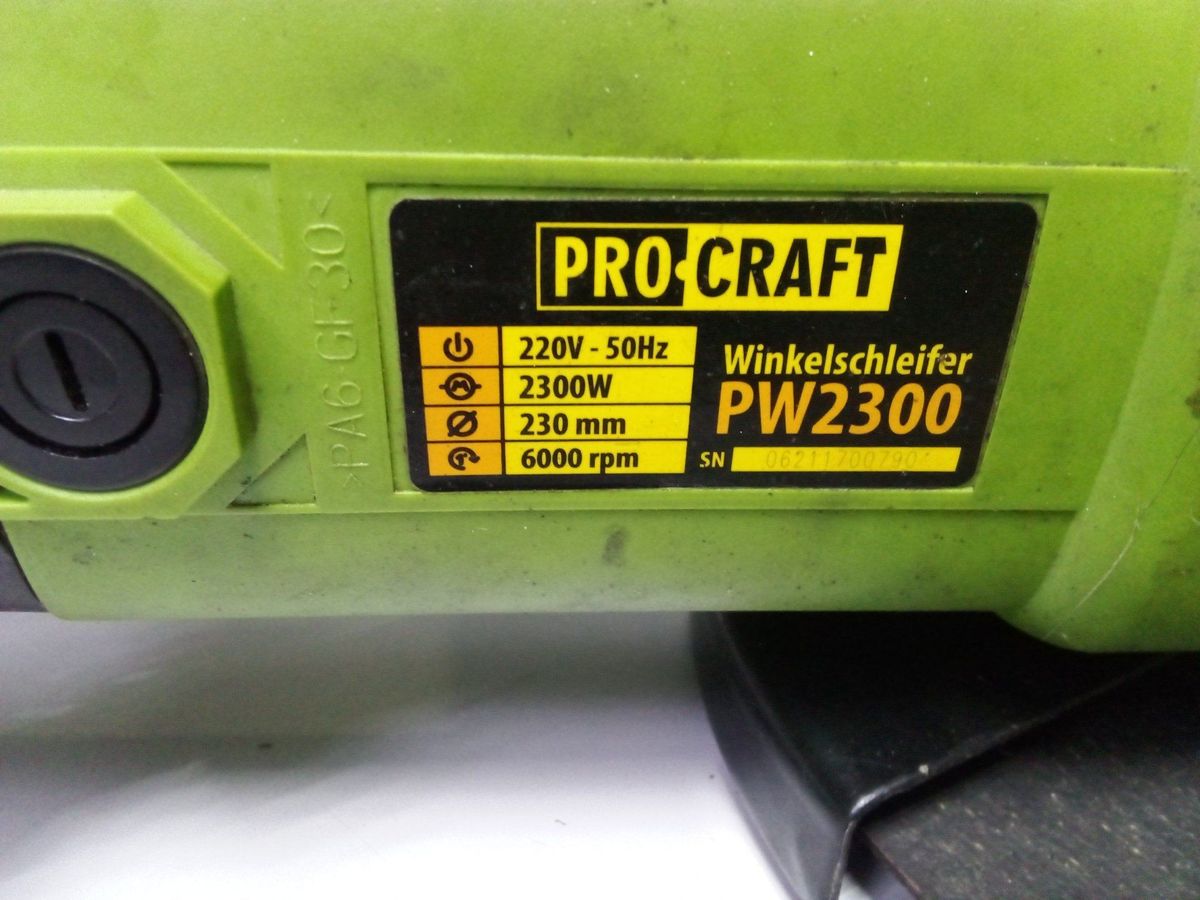 >PA6-GF30<
PRO·CRAFT
220V - 50Hz
2300W
230 mm
6000 rpm
Winkelschleifer
PW2300
SN